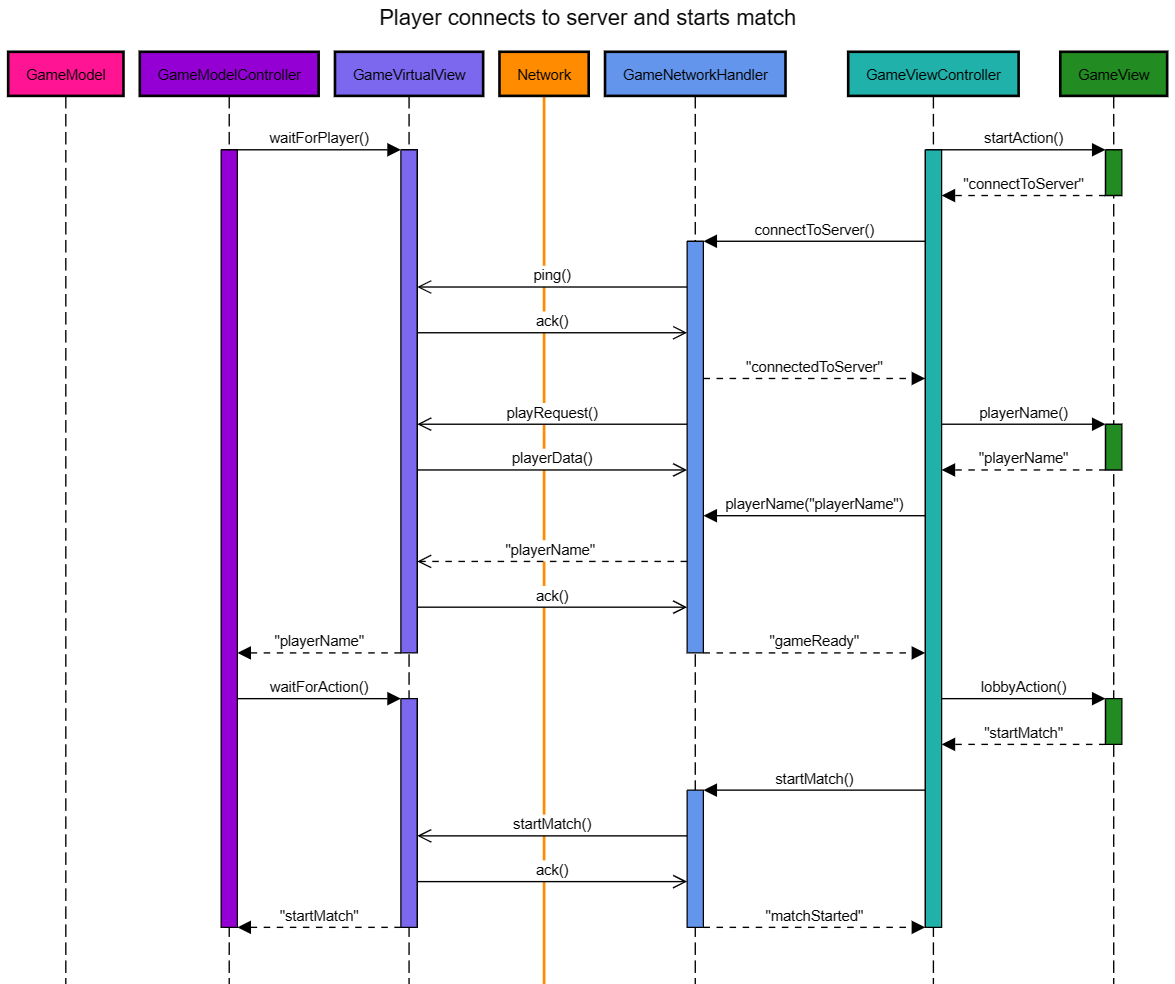 Player connects to server and starts match
GameModel GameModelController GameVirtualView Network GameNetworkHandler GameViewController GameView
waitForPlayer() startAction()
"connectToServer"
connectToServer()
ping()
ack()
"connectedToServer"
playRequest() playerName()
playerData() "playerName"
playerName("playerName")
"playerName"
ack()
"playerName" "gameReady"
waitForAction() lobbyAction()
"startMatch"
startMatch()
startMatch()
ack()
"startMatch" "matchStarted"